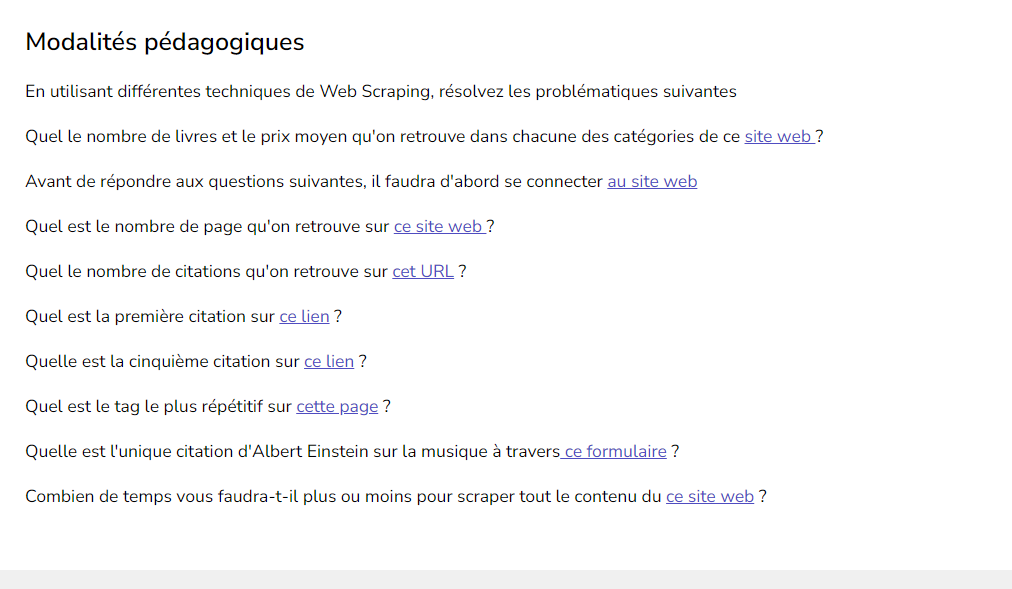 Modalités pédagogiques
En utilisant différentes techniques de Web Scraping, résolvez les problématiques suivantes
Quel le nombre de livres et le prix moyen qu'on retrouve dans chacune des catégories de ce site web ?
Avant de répondre aux questions suivantes, il faudra d'abord se connecter au site web
Quel est le nombre de page qu'on retrouve sur ce site web ?
Quel le nombre de citations qu'on retrouve sur cet URL ?
Quel est la première citation sur ce lien ?
Quelle est la cinquième citation sur ce lien ?
Quel est le tag le plus répétitif sur cette page ?
Quelle est l'unique citation d'Albert Einstein sur la musique à travers ce formulaire ?
Combien de temps vous faudra-t-il plus ou moins pour scraper tout le contenu du ce site web ?